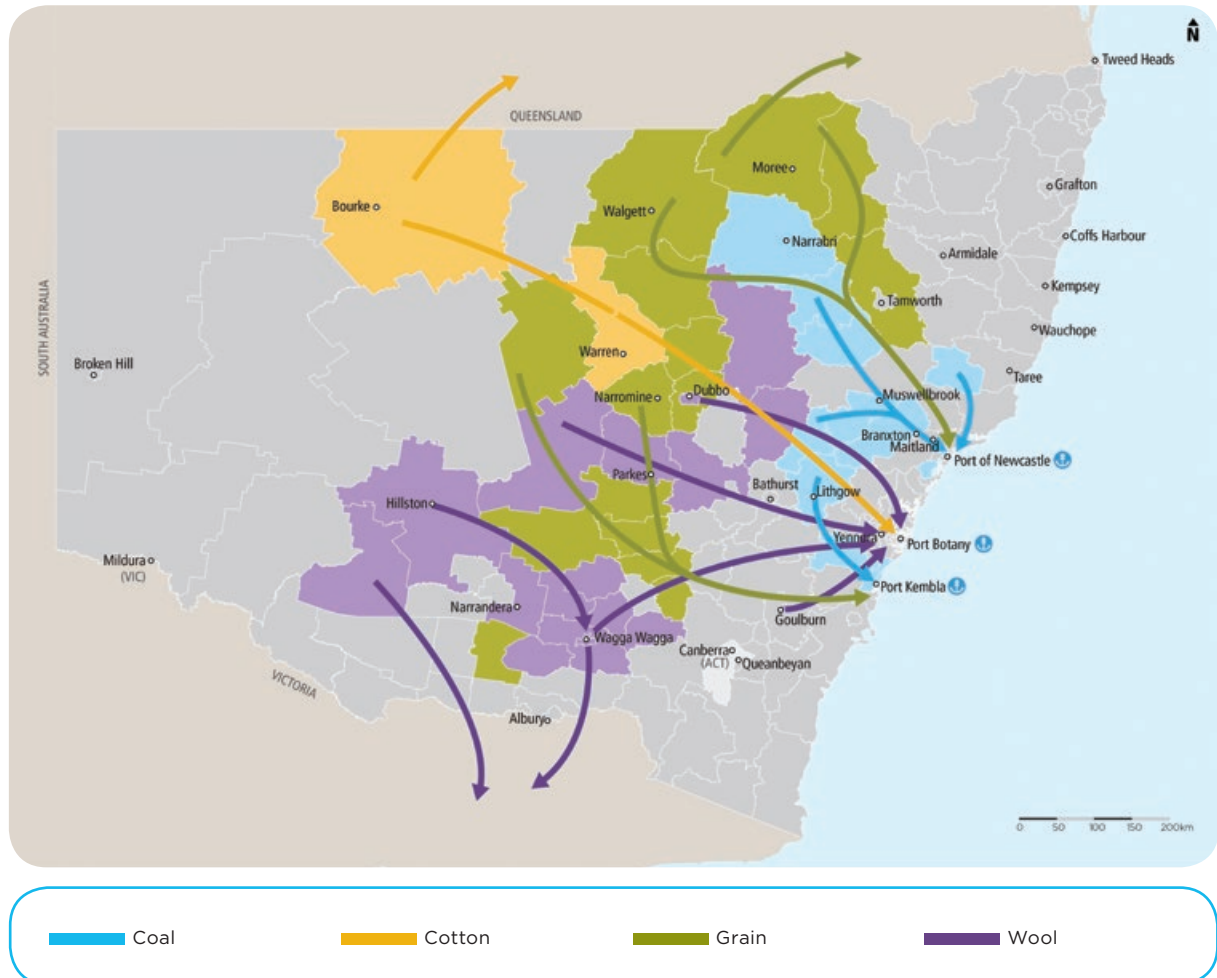 N
Tweed Heads
QUEENSLAND
Moree
Grafton
Bourke
Walgett
Coffs Harbour
Narrabri
Armidale
Kempsey
Tamworth
SOUTH AUSTRALIA
Wauchope
Warren
Broken Hill
Taree
Dubbo
Muswellbrook
Narromine
Branxton
Maitland
Port of Newcastle
Parkes
Bathurst
Lithgow
Hillston
Yennora
Port Botany
Mildura
(VIC)
Port Kembla
Narrandera
Goulburn
Wagga Wagga
Canberra
(ACT)
Queanbeyan
VICTORIA
Albury
0 50 100 150 200km
Coal
Cotton
Grain
Wool